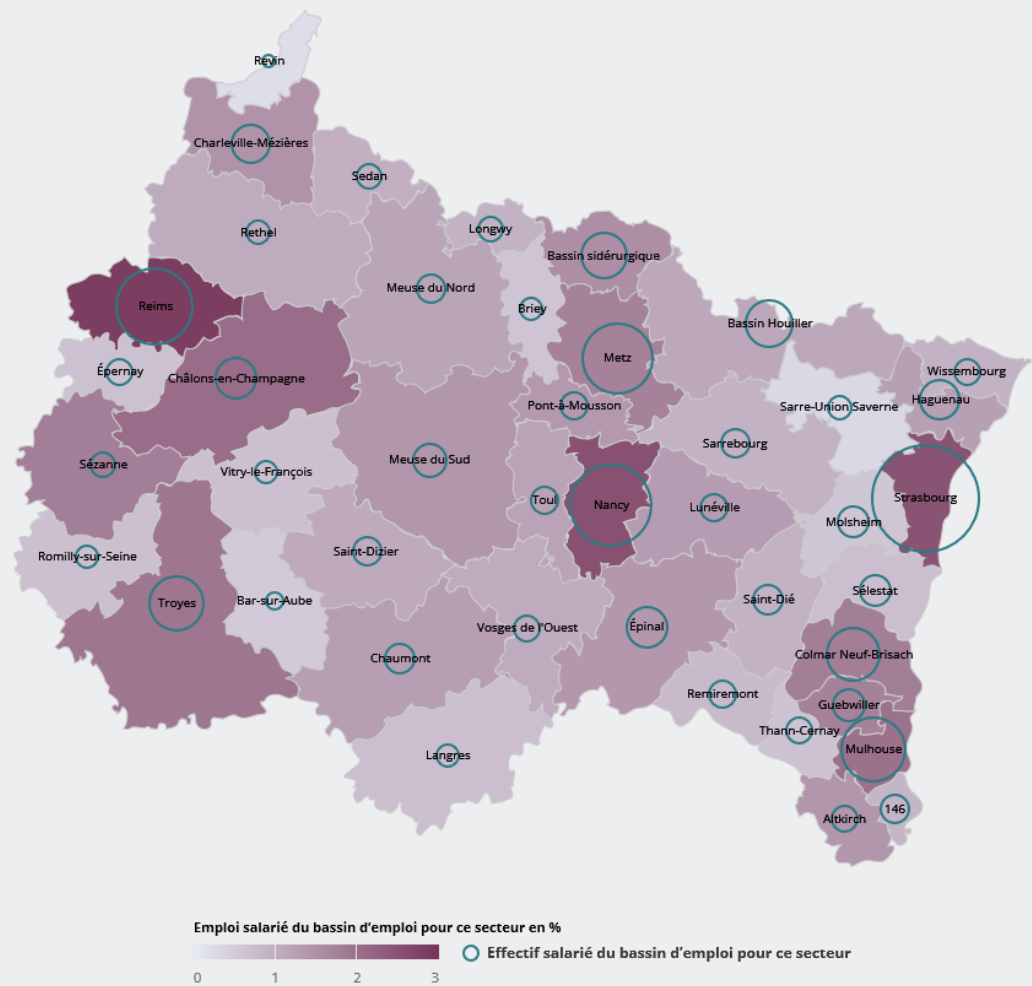 Revin
Charleville-Mézières
Sedan
Longwy
Rethel
Bassin sidérurgique
Meuse du Nord
Reims
Briey
Bassin Houiller
Metz
Épernay
Châlons-en-Champagne
Wissembourg
Haguenau
Pont-à-Mousson
Sarre-Union Saverne
Sarrebourg
Sézanne
Meuse du Sud
Vitry-le-François
Toul
Nancy
Lunéville
Strasbourg
Molsheim
Romilly-sur-Seine
Saint-Dizier
Troyes
Bar-sur-Aube
Sélestat
Saint-Dié
Vosges de l'Ouest
Épinal
Chaumont
Colmar Neuf-Brisach
Remiremont
Guebwiller
Thann-Cernay
Mulhouse
Langres
146
Altkirch
Emploi salarié du bassin d'emploi pour ce secteur en %
Effectif salarié du bassin d'emploi pour ce secteur
0 1 2 3